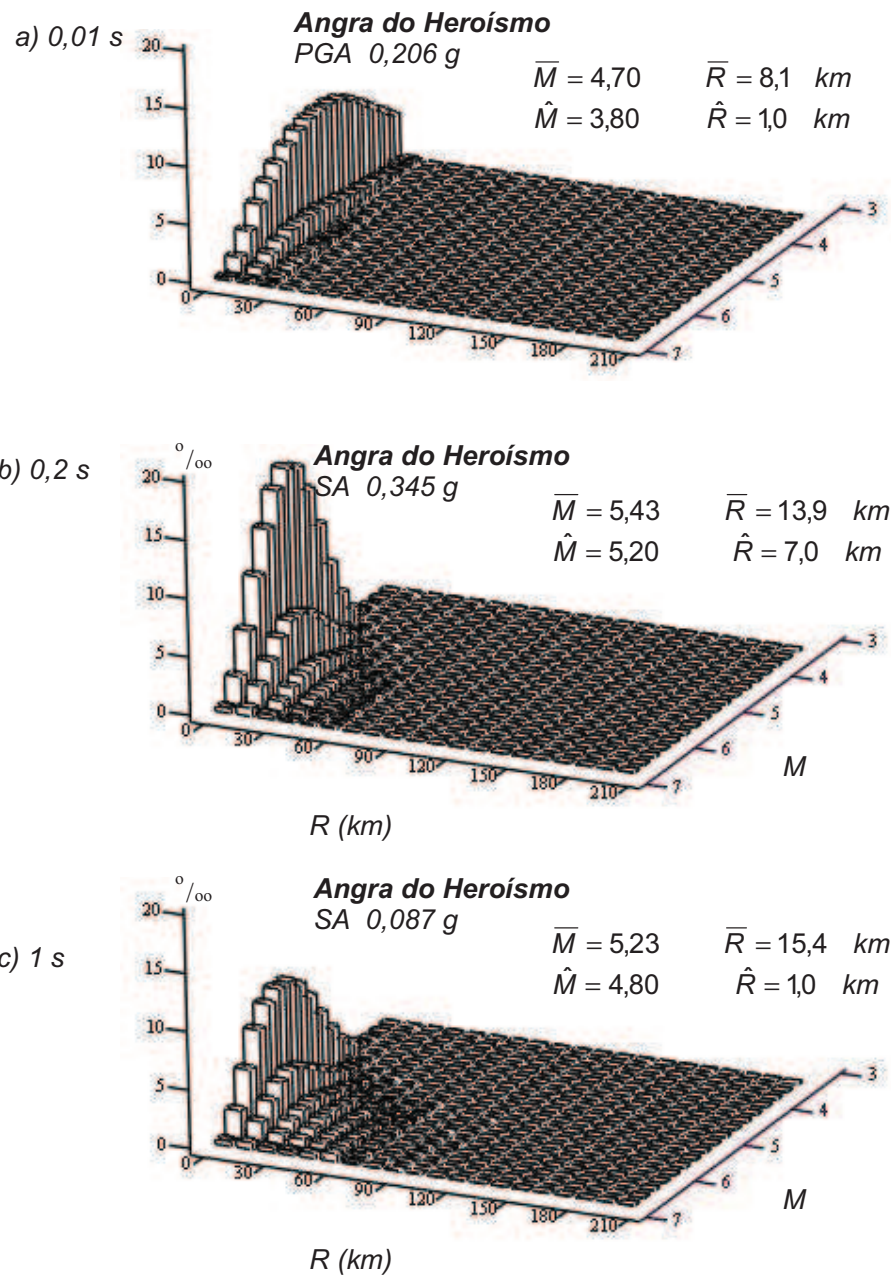 a) 0,01 s
Angra do Heroísmo
PGA 0,206 g
M̅ = 4,70 R̅ = 8,1 km
M̂ = 3,80 R̂ = 1,0 km
20
15
10
5
0
0 30 60 90 120 150 180 210
3
4
5
6
7
b) 0,2 s
o/oo
Angra do Heroísmo
SA 0,345 g
M̅ = 5,43 R̅ = 13,9 km
M̂ = 5,20 R̂ = 7,0 km
20
15
10
5
0
0 30 60 90 120 150 180 210
3
4
5
6
7
M
R (km)
c) 1 s
o/oo
Angra do Heroísmo
SA 0,087 g
M̅ = 5,23 R̅ = 15,4 km
M̂ = 4,80 R̂ = 1,0 km
20
15
10
5
0
0 30 60 90 120 150 180 210
3
4
5
6
7
M
R (km)